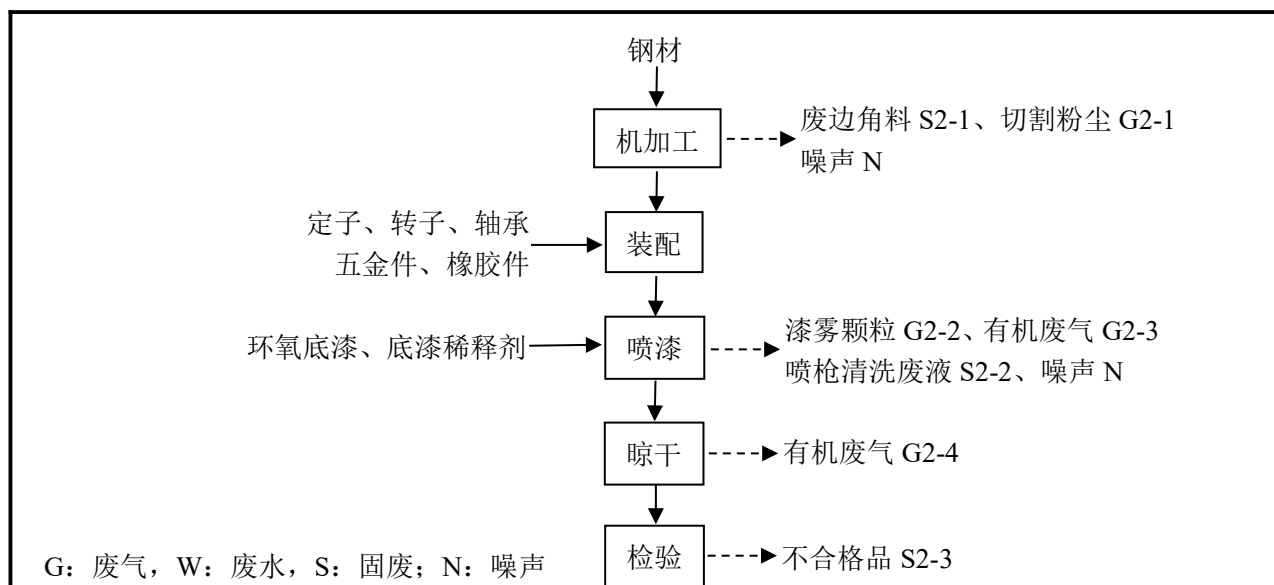 钢材
机加工
废边角料 S2-1、切割粉尘 G2-1
噪声 N
定子、转子、轴承
五金件、橡胶件
装配
环氧底漆、底漆稀释剂
喷漆
漆雾颗粒 G2-2、有机废气 G2-3
喷枪清洗废液 S2-2、噪声 N
晾干
有机废气 G2-4
检验
不合格品 S2-3
G：废气，W：废水，S：固废；N：噪声